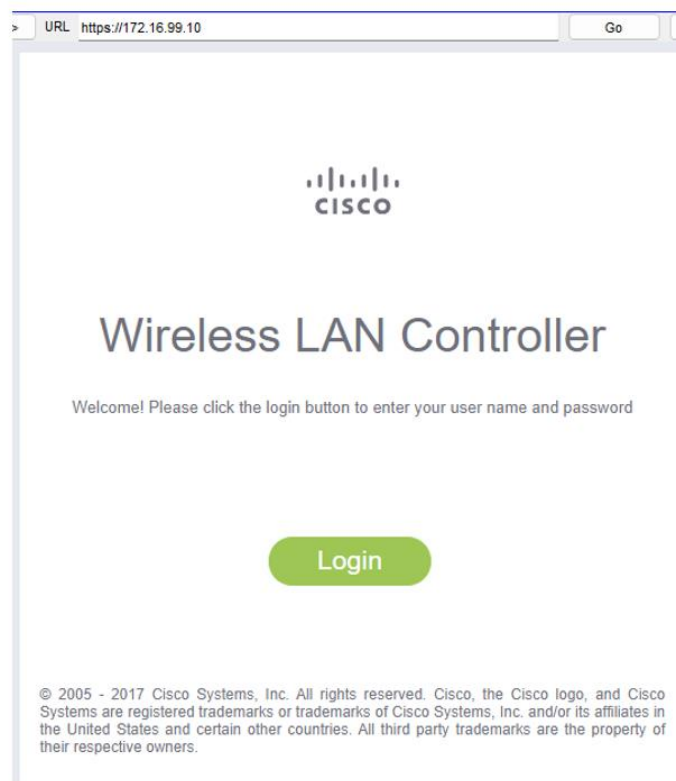 > URL https://172.16.99.10 Go
CISCO
Wireless LAN Controller
Welcome! Please click the login button to enter your user name and password
Login
© 2005 - 2017 Cisco Systems, Inc. All rights reserved. Cisco, the Cisco logo, and Cisco
Systems are registered trademarks or trademarks of Cisco Systems, Inc. and/or its affiliates in
the United States and certain other countries. All third party trademarks are the property of
their respective owners.